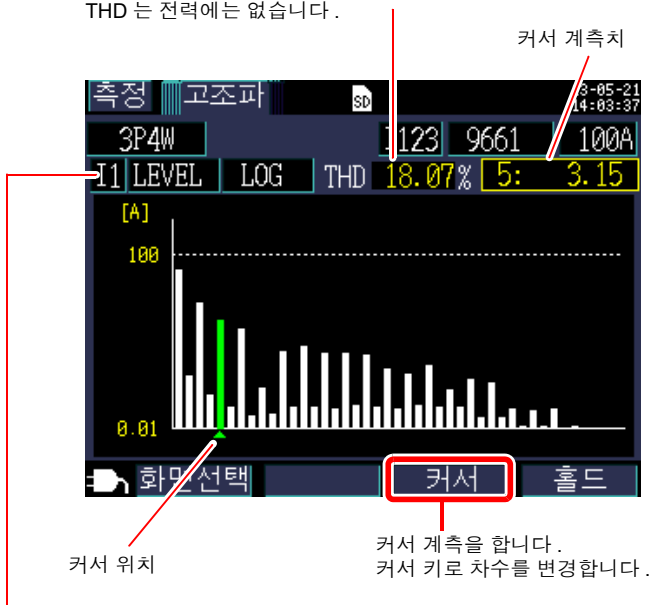 THD 는 전력에는 없습니다 .
커서 계측치
측정 고조파 SD 3-05-21
14:03:37
3P4W I123 9661 100A
I1 LEVEL LOG THD 18.07% 5: 3.15
[A]
100
0.01
화면선택 커서 홀드
커서 위치
커서 계측을 합니다 .
커서 키로 차수를 변경합니다 .